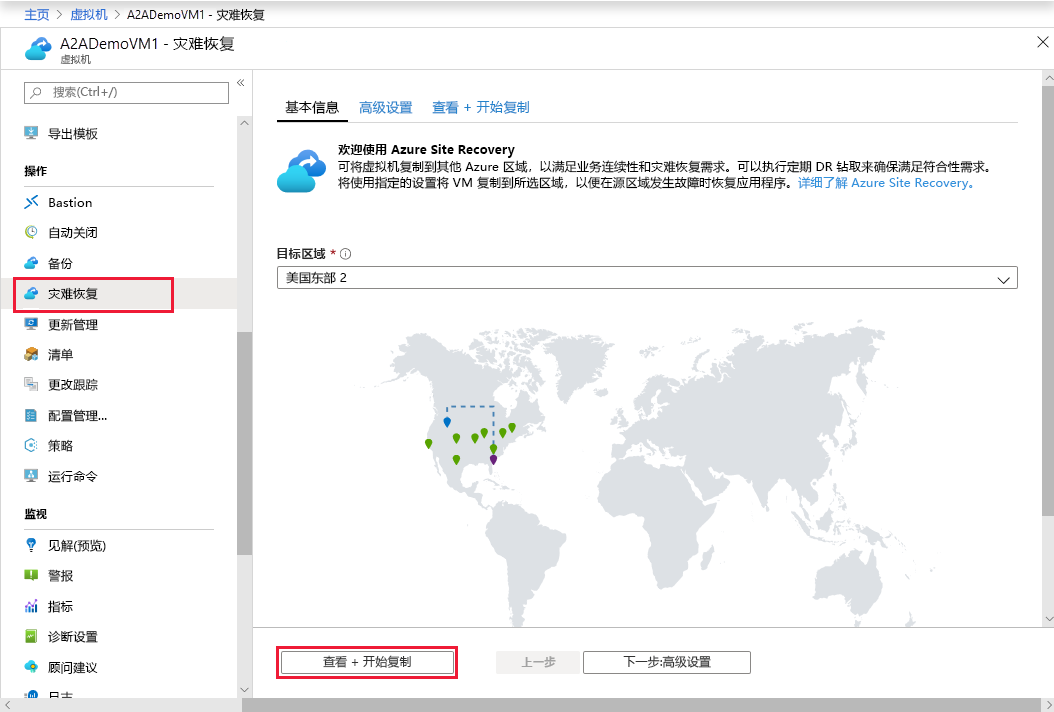 主页 > 虚拟机 > A2ADemoVM1 - 灾难恢复
A2ADemoVM1 - 灾难恢复
虚拟机
搜索(Ctrl+/)
导出模板
操作
Bastion
自动关闭
备份
灾难恢复
更新管理
清单
更改跟踪
配置管理...
策略
运行命令
监视
见解(预览)
警报
指标
诊断设置
顾问建议
日志
基本信息 高级设置 查看 + 开始复制
欢迎使用 Azure Site Recovery
可将虚拟机复制到其他 Azure 区域，以满足业务连续性和灾难恢复需求。可以执行定期 DR 钻取来确保满足符合性需求。
将使用指定的设置将 VM 复制到所选区域，以便在源区域发生故障时恢复应用程序。详细了解 Azure Site Recovery。
目标区域 *
美国东部 2
查看 + 开始复制 上一步 下一步:高级设置